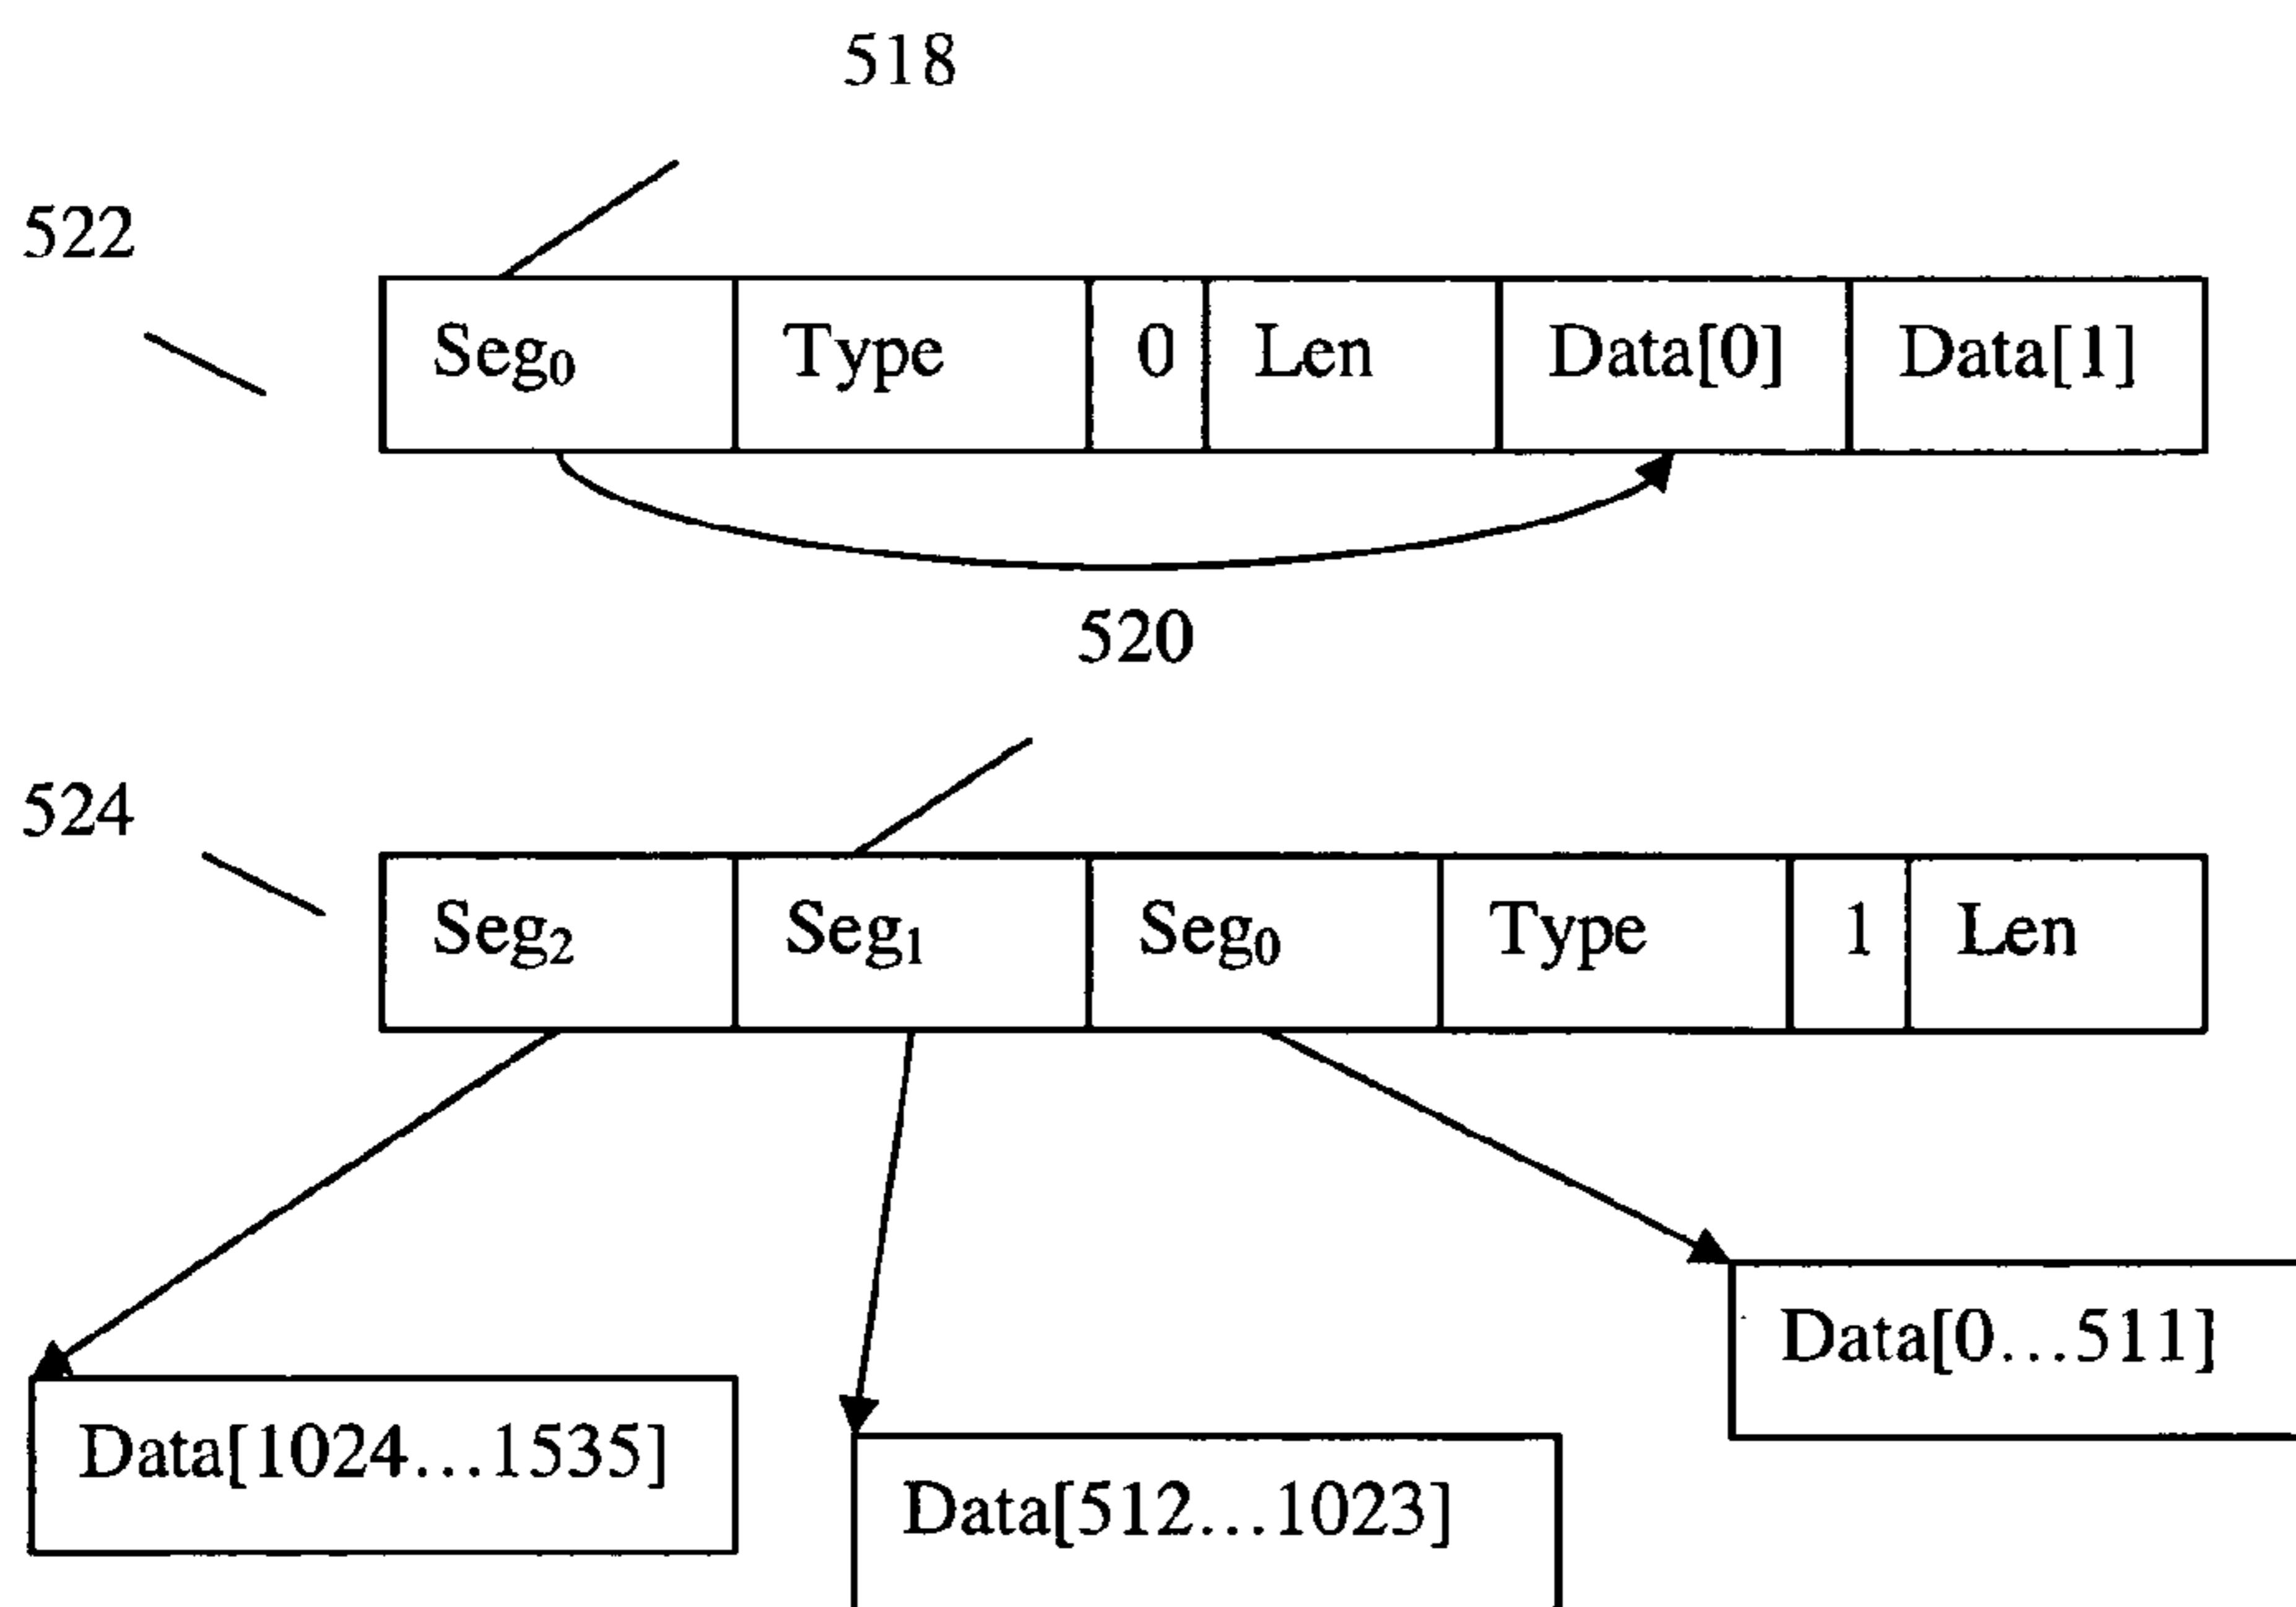 518
522
Seg₀ Type 0 Len Data[0] Data[1]
520
524
Seg₂ Seg₁ Seg₀ Type 1 Len
Data[0…511]
Data[1024…1535]
Data[512…1023]